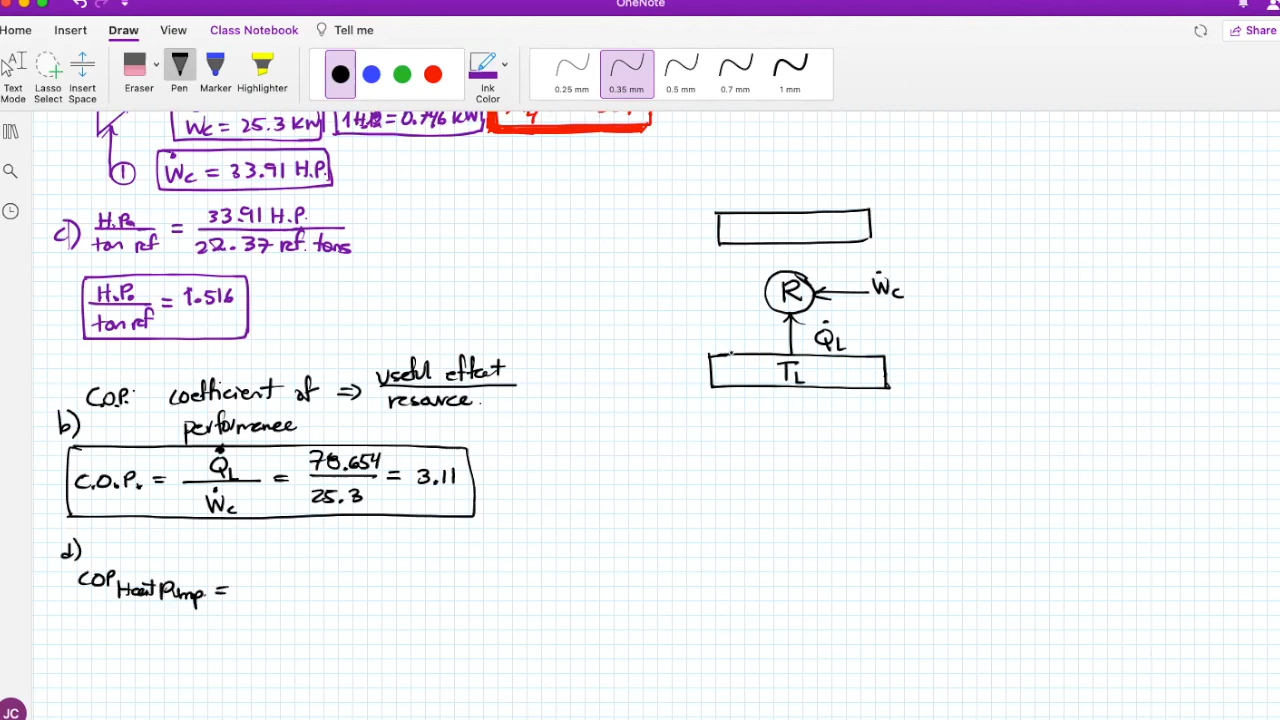 OneNote
Home Insert Draw View Class Notebook Tell me
Share
Text Mode
Lasso Select
Insert Space
Eraser
Pen
Marker
Highlighter
Ink Color
0.25 mm
0.35 mm
0.5 mm
0.7 mm
1 mm
Ẇc = 25.3 KW
1 H.P. = 0.746 KW
① Ẇc = 33.91 H.P.
c) H.P. / ton ref = 33.91 H.P. / 22.37 ref. tons
H.P. / ton ref = 1.516
C.O.P.: coefficient of performance ⇒ useful effect / resource.
b)
C.O.P. = Q̇L / Ẇc = 78.654 / 25.3 = 3.11
d)
COP Heat Pump =
R
Ẇc
Q̇L
TL
JC